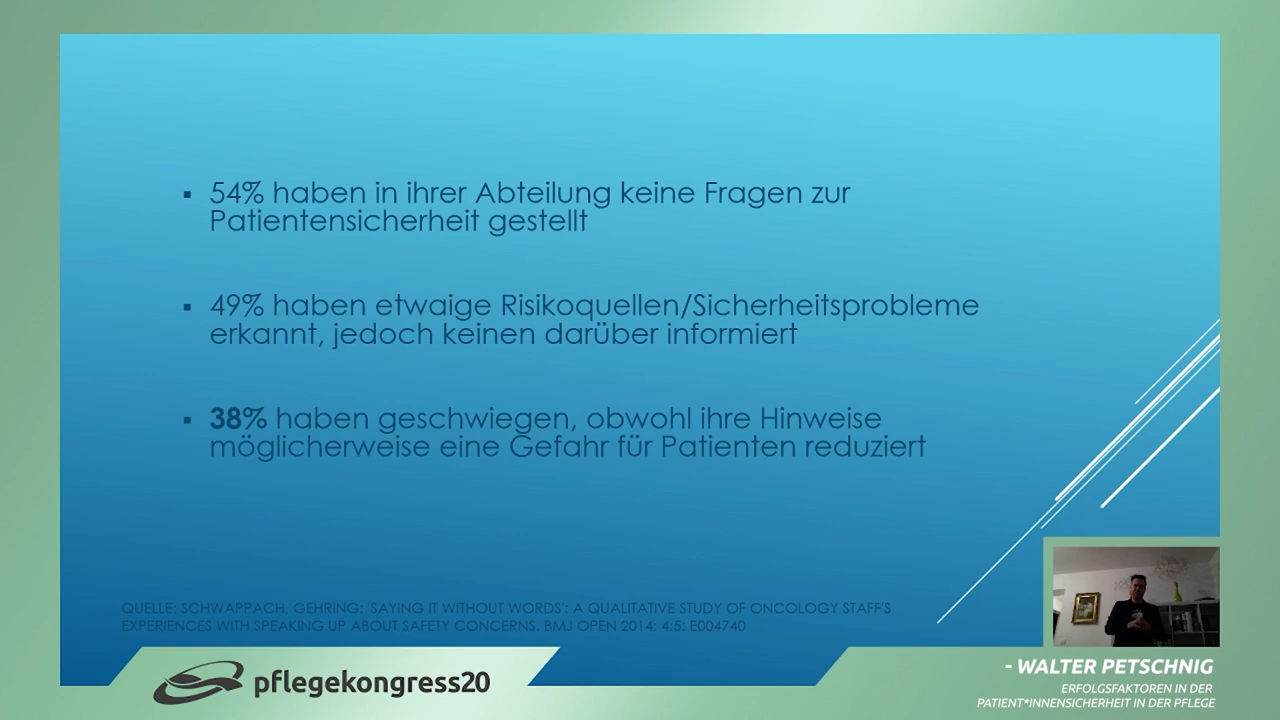 ▪ 54% haben in ihrer Abteilung keine Fragen zur
Patientensicherheit gestellt
▪ 49% haben etwaige Risikoquellen/Sicherheitsprobleme
erkannt, jedoch keinen darüber informiert
▪ 38% haben geschwiegen, obwohl ihre Hinweise
möglicherweise eine Gefahr für Patienten reduziert
QUELLE: SCHWAPPACH, GEHRING: 'SAYING IT WITHOUT WORDS': A QUALITATIVE STUDY OF ONCOLOGY STAFF'S
EXPERIENCES WITH SPEAKING UP ABOUT SAFETY CONCERNS. BMJ OPEN 2014; 4:5: E004740
pflegekongress20
- WALTER PETSCHNIG
ERFOLGSFAKTOREN IN DER
PATIENT*INNENSICHERHEIT IN DER PFLEGE